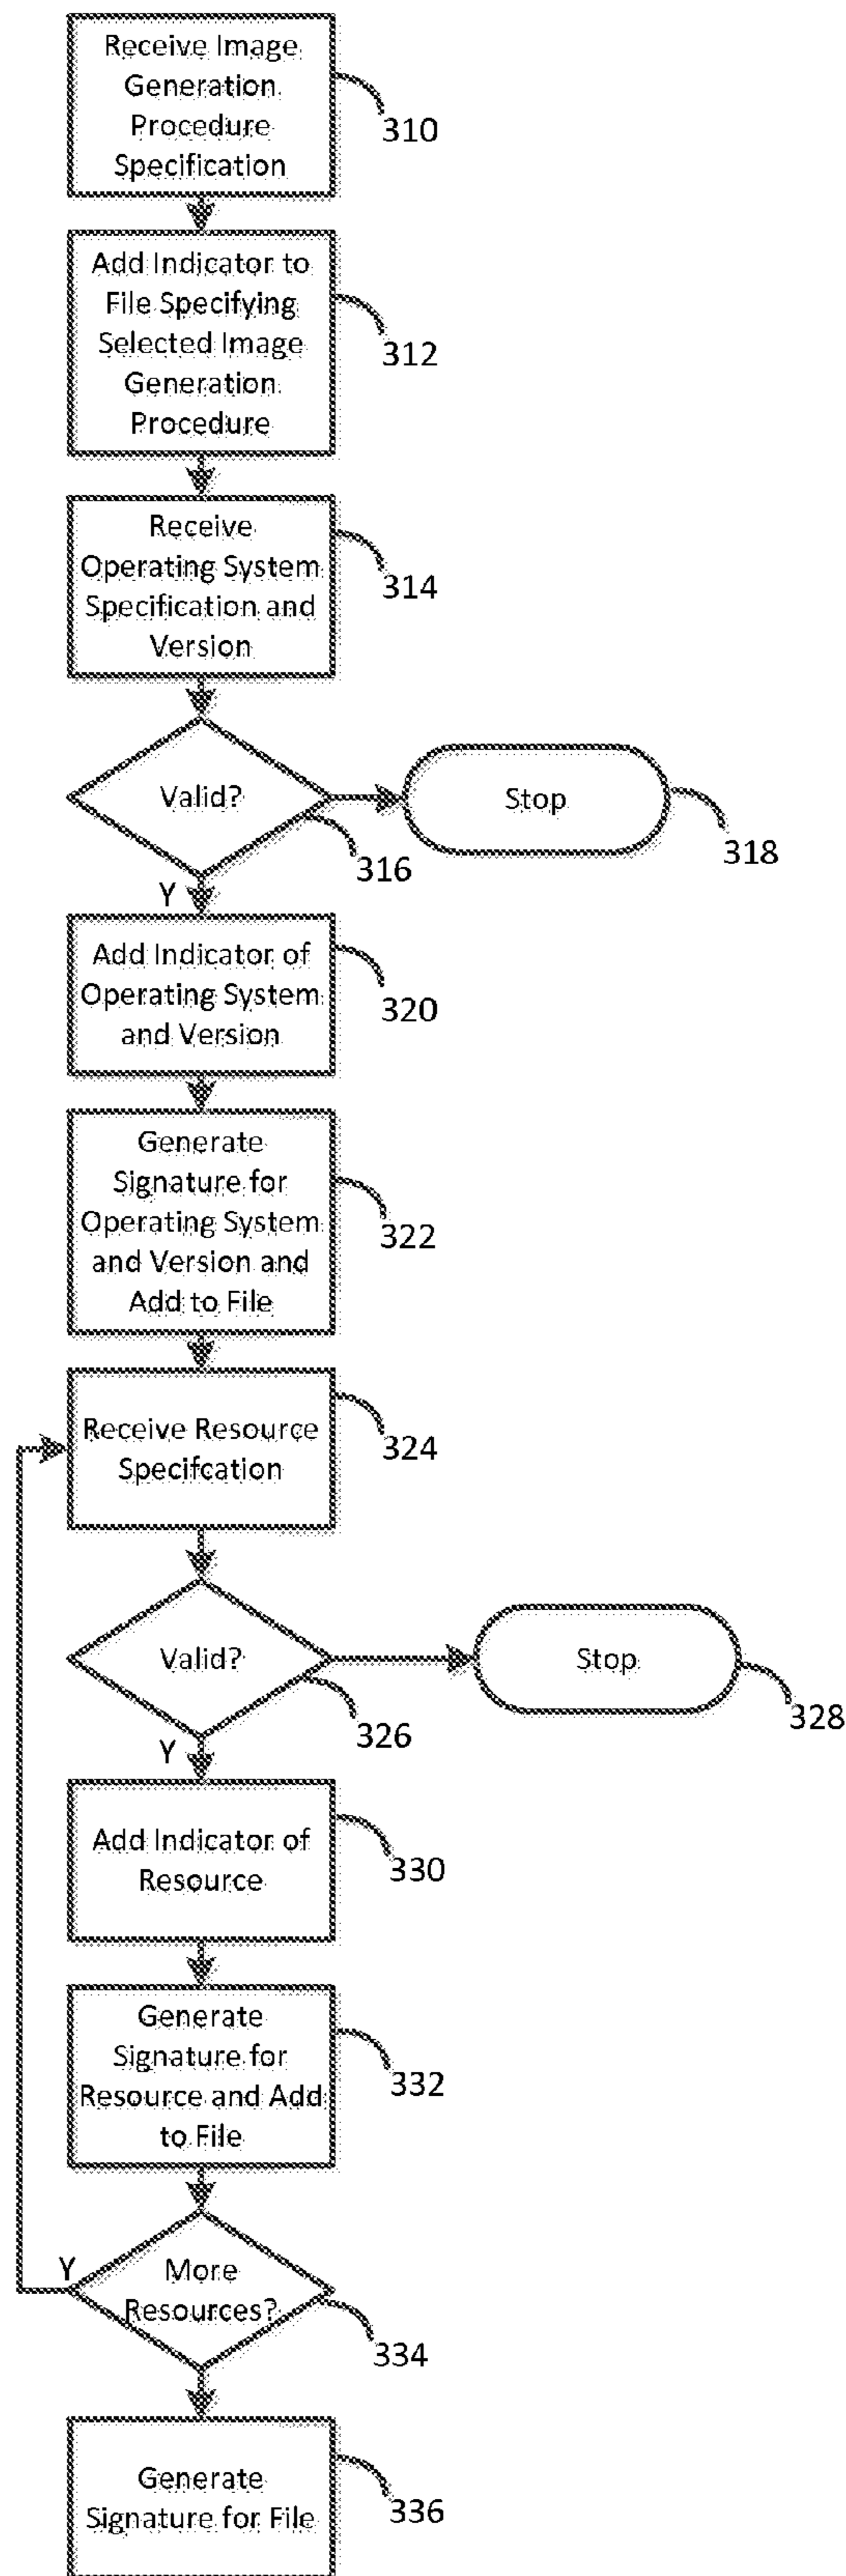 Receive Image
Generation
Procedure
Specification
310
Add Indicator to
File Specifying
Selected Image
Generation
Procedure
312
Receive
Operating System
Specification and
Version
314
Valid?
316
Stop
318
Y
Add Indicator of
Operating System
and Version
320
Generate
Signature for
Operating System
and Version and
Add to File
322
Receive Resource
Specifcation
324
Valid?
326
Stop
328
Y
Add Indicator of
Resource
330
Generate
Signature for
Resource and Add
to File
332
Y
More
Resources?
334
Generate
Signature for File
336